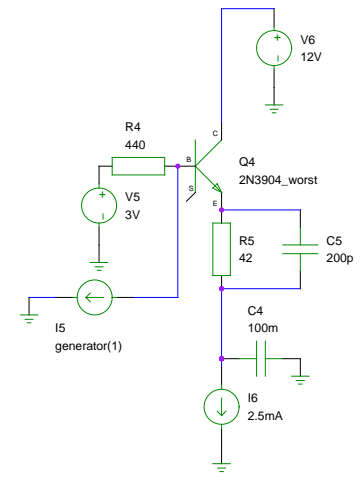 V6
12V
R4
440
C
B
Q4
2N3904_worst
S
E
V5
3V
R5
42
C5
200p
I5
generator(1)
C4
100m
I6
2.5mA